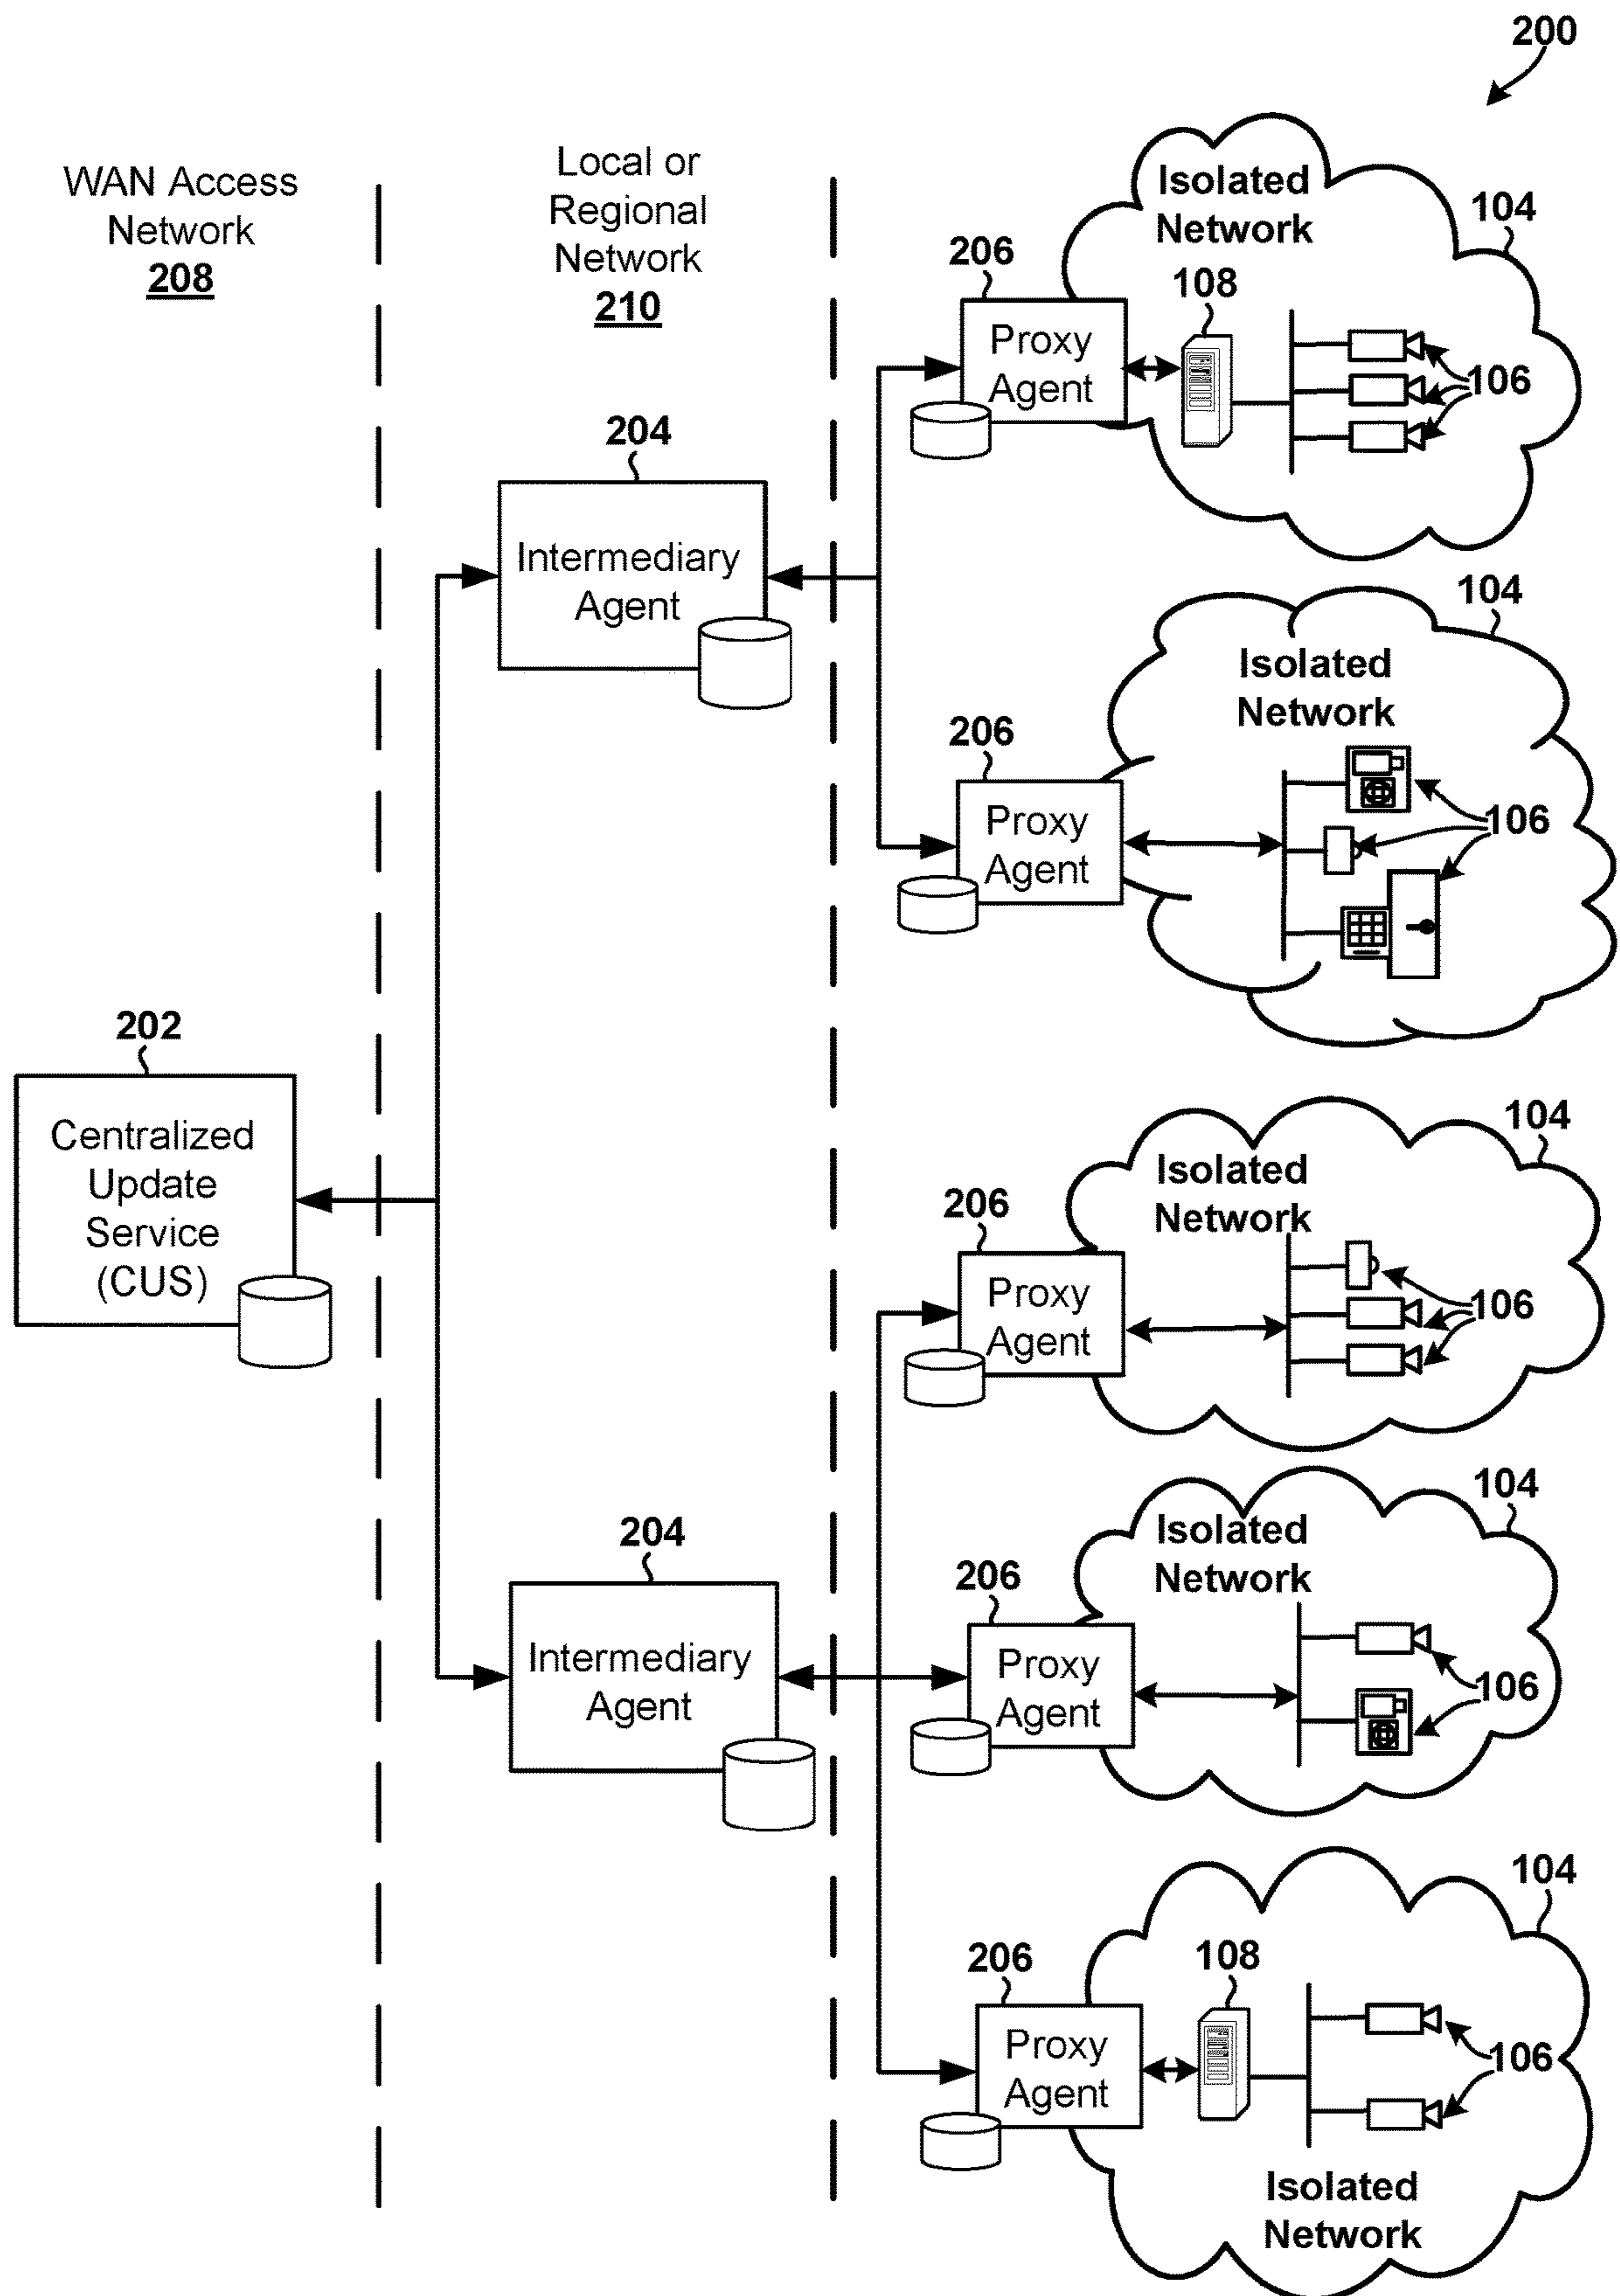 200
WAN Access
Network
208
Local or
Regional
Network
210
Isolated
Network
104
206
108
Proxy
Agent
106
204
Intermediary
Agent
104
Isolated
Network
206
Proxy
Agent
106
202
Centralized
Update
Service
(CUS)
104
Isolated
Network
206
Proxy
Agent
106
204
Intermediary
Agent
104
Isolated
Network
206
Proxy
Agent
106
104
206
108
Proxy
Agent
106
Isolated
Network